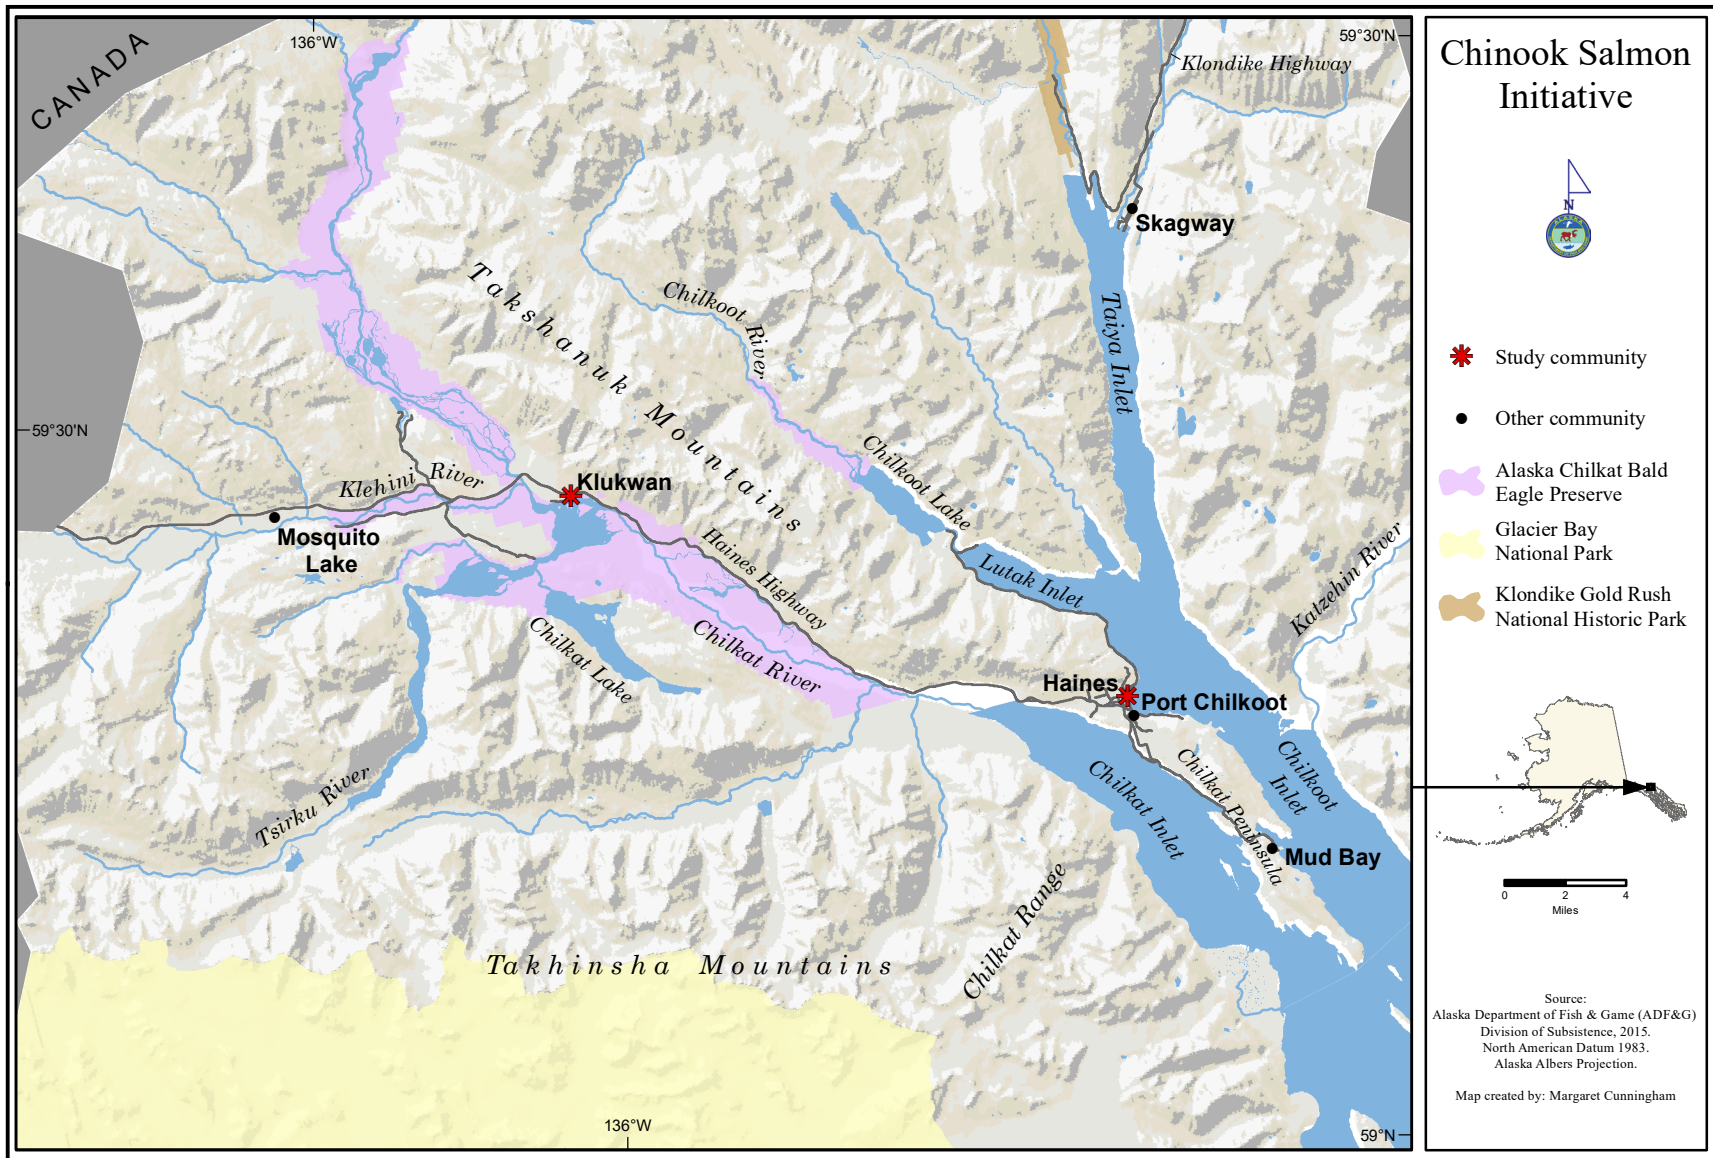 CANADA
136°W
59°30'N
Klondike Highway
Skagway
Takshanuk Mountains
Chilkoot River
Taiya Inlet
59°30'N
Chilkoot Lake
Klehini River
Klukwan
Mosquito
Lake
Haines Highway
Lutak Inlet
Katzehin River
Chilkat Lake
Chilkat River
Haines
Port Chilkoot
Tsirku River
Chilkat Inlet
Chilkat Peninsula
Chilkoot
Inlet
Mud Bay
Chilkat Range
Takhinsha Mountains
136°W
59°N
Chinook Salmon
Initiative
N
Study community
Other community
Alaska Chilkat Bald
Eagle Preserve
Glacier Bay
National Park
Klondike Gold Rush
National Historic Park
0 2 4
Miles
Source:
Alaska Department of Fish & Game (ADF&G)
Division of Subsistence, 2015.
North American Datum 1983.
Alaska Albers Projection.
Map created by: Margaret Cunningham